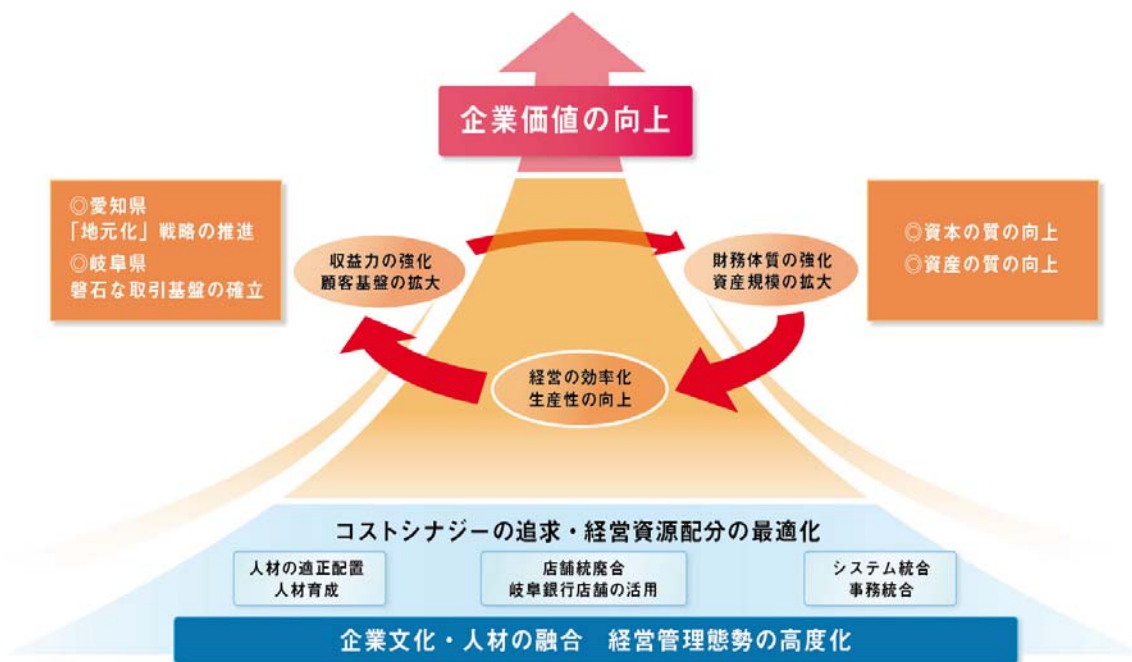 企業価値の向上
◎愛知県
「地元化」戦略の推進
◎岐阜県
磐石な取引基盤の確立
収益力の強化
顧客基盤の拡大
財務体質の強化
資産規模の拡大
◎資本の質の向上
◎資産の質の向上
経営の効率化
生産性の向上
コストシナジーの追求・経営資源配分の最適化
人材の適正配置
人材育成
店舗統廃合
岐阜銀行店舗の活用
システム統合
事務統合
企業文化・人材の融合　経営管理態勢の高度化